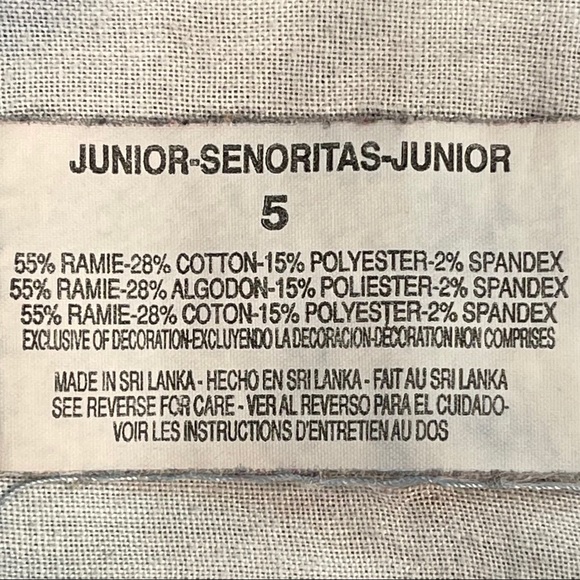 JUNIOR-SENORITAS-JUNIOR
5
55% RAMIE-28% COTTON-15% POLYESTER-2% SPANDEX
55% RAMIE-28% ALGODON-15% POLIESTER-2% SPANDEX
55% RAMIE-28% COTON-15% POLYESTER-2% SPANDEX
EXCLUSIVE OF DECORATION-EXCLUYENDO LA DECORACION-DECORATION NON COMPRISES
MADE IN SRI LANKA - HECHO EN SRI LANKA - FAIT AU SRI LANKA
SEE REVERSE FOR CARE - VER AL REVERSO PARA EL CUIDADO-
VOIR LES INSTRUCTIONS D'ENTRETIEN AU DOS